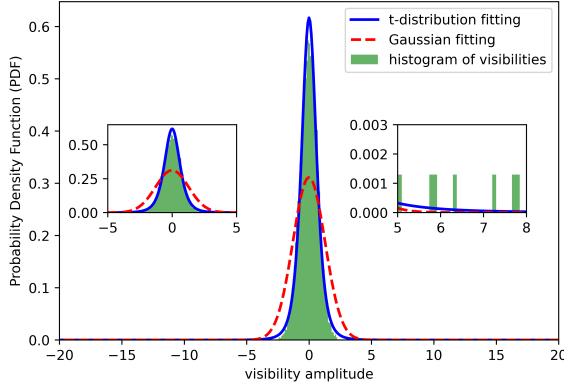 t-distribution fitting
Gaussian fitting
histogram of visibilities
Probability Density Function (PDF)
0.6
0.5
0.4
0.3
0.2
0.1
0.0
0.50
0.25
0.00
−5 0 5
0.003
0.002
0.001
0.000
5 6 7 8
−20 −15 −10 −5 0 5 10 15 20
visibility amplitude